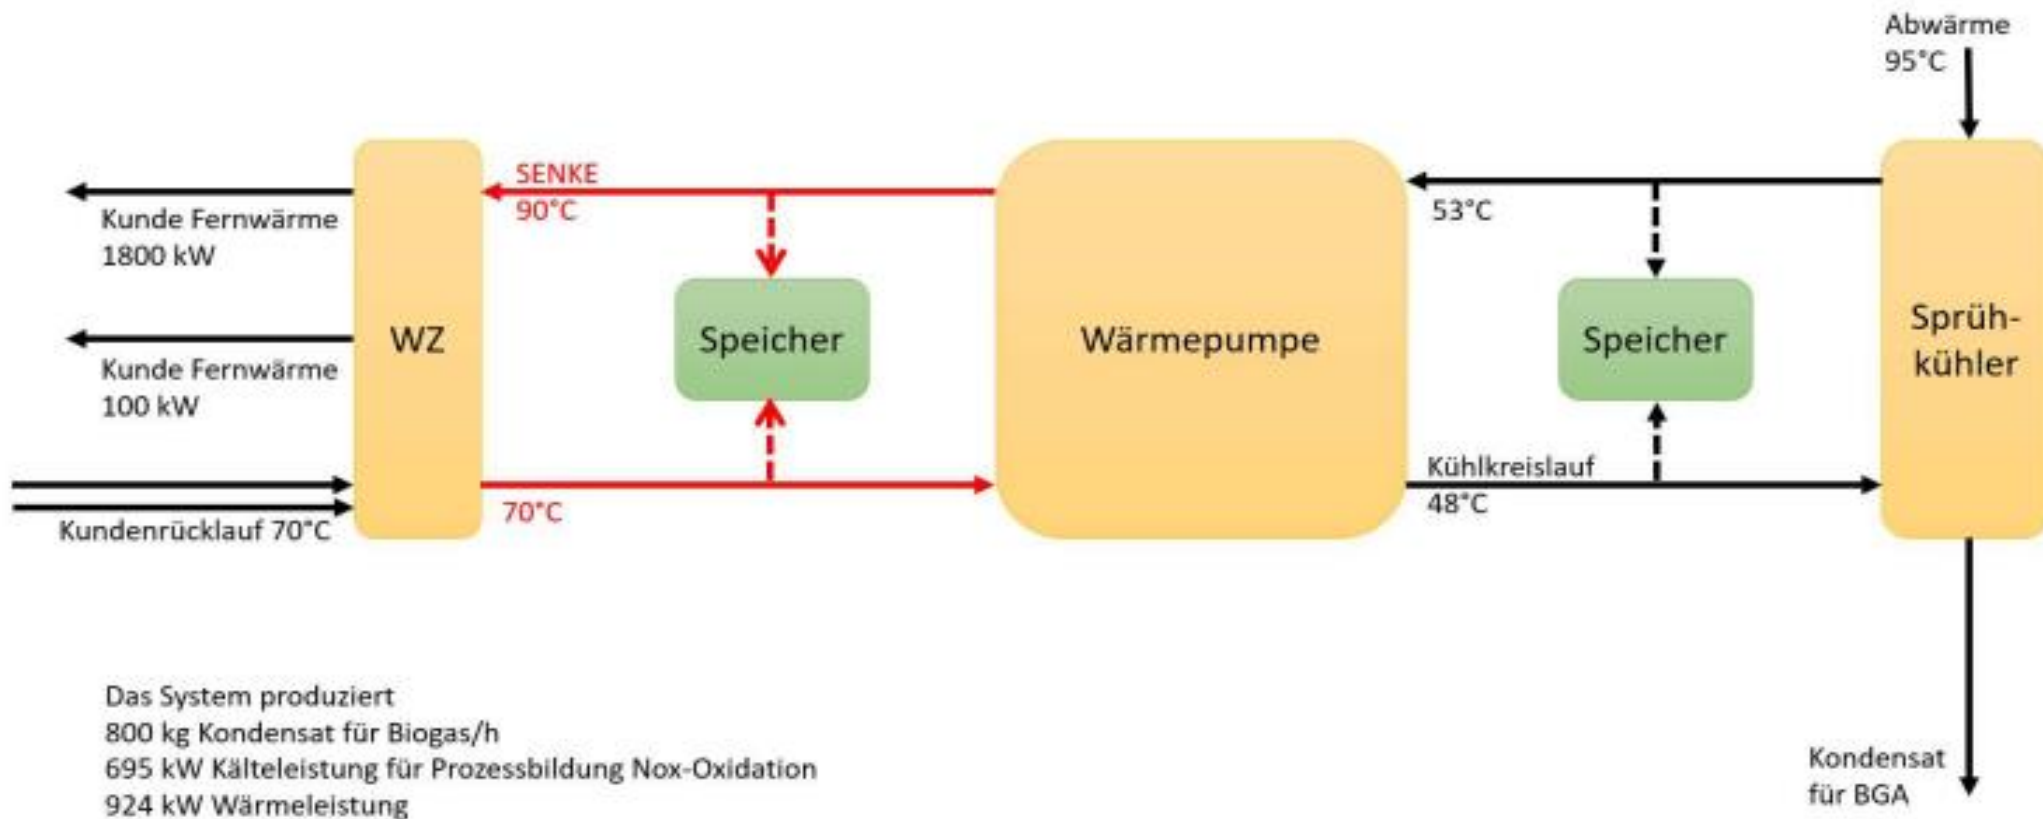 Abwärme
95°C
SENKE
90°C
53°C
Kunde Fernwärme
1800 kW
WZ
Speicher
Wärmepumpe
Speicher
Sprüh-
kühler
Kunde Fernwärme
100 kW
Kühlkreislauf
48°C
70°C
Kundenrücklauf 70°C
Das System produziert
800 kg Kondensat für Biogas/h
695 kW Kälteleistung für Prozessbildung Nox-Oxidation
924 kW Wärmeleistung
Kondensat
für BGA